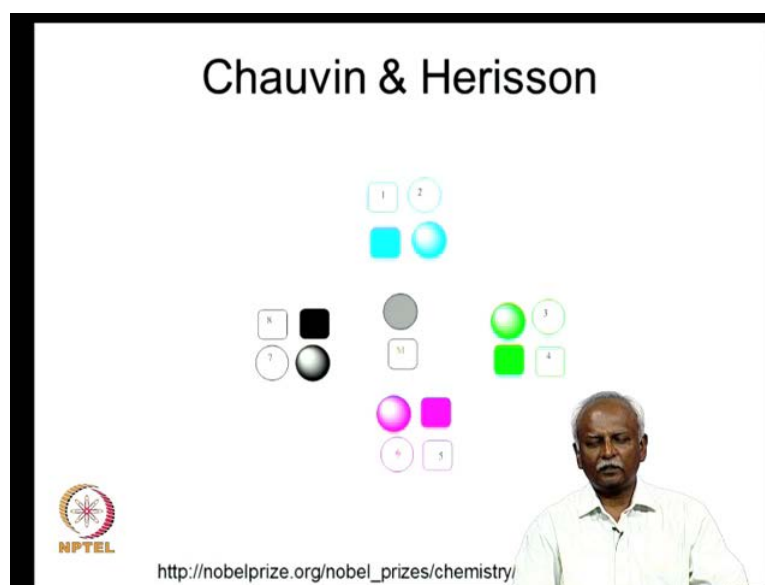 Chauvin & Herisson
1 2
8 3
M
7 4
6 5
NPTEL
http://nobelprize.org/nobel_prizes/chemistry/